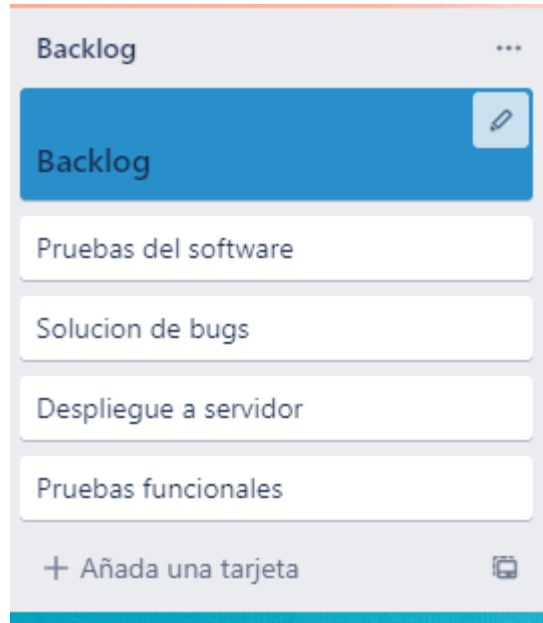 Backlog
Backlog
Pruebas del software
Solucion de bugs
Despliegue a servidor
Pruebas funcionales
+ Añada una tarjeta